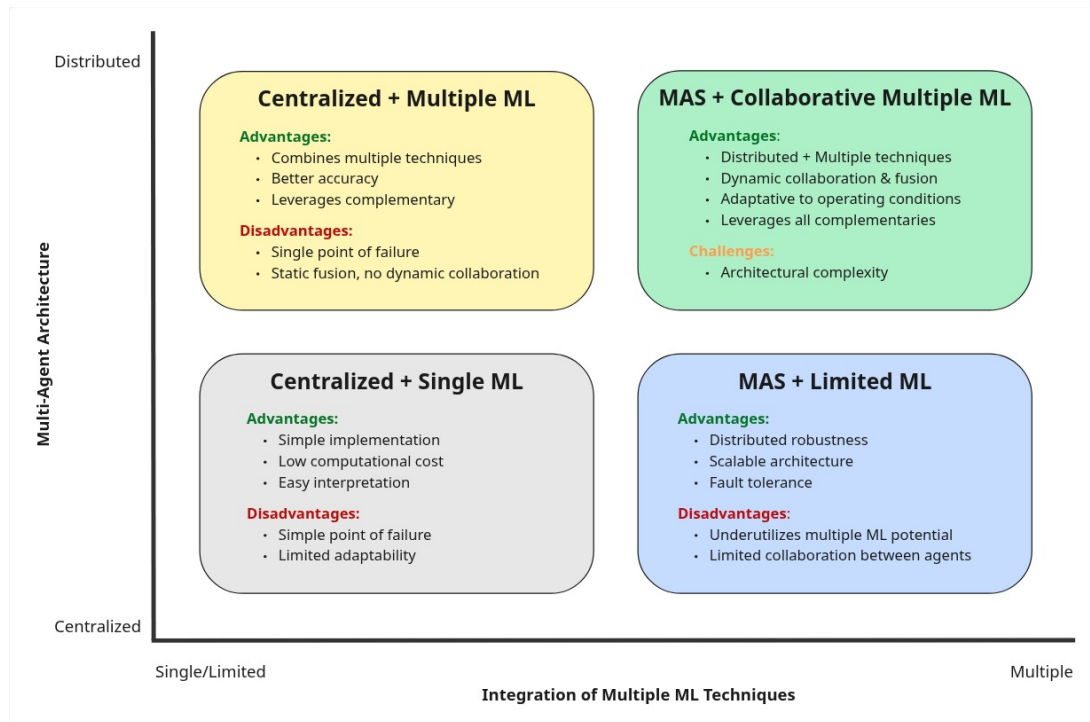 Distributed
Centralized + Multiple ML
Advantages:
• Combines multiple techniques
• Better accuracy
• Leverages complementary
Disadvantages:
• Single point of failure
• Static fusion, no dynamic collaboration
MAS + Collaborative Multiple ML
Advantages:
• Distributed + Multiple techniques
• Dynamic collaboration & fusion
• Adaptative to operating conditions
• Leverages all complementaries
Challenges:
• Architectural complexity
Multi-Agent Architecture
Centralized + Single ML
Advantages:
• Simple implementation
• Low computational cost
• Easy interpretation
Disadvantages:
• Simple point of failure
• Limited adaptability
MAS + Limited ML
Advantages:
• Distributed robustness
• Scalable architecture
• Fault tolerance
Disadvantages:
• Underutilizes multiple ML potential
• Limited collaboration between agents
Centralized
Single/Limited
Multiple
Integration of Multiple ML Techniques